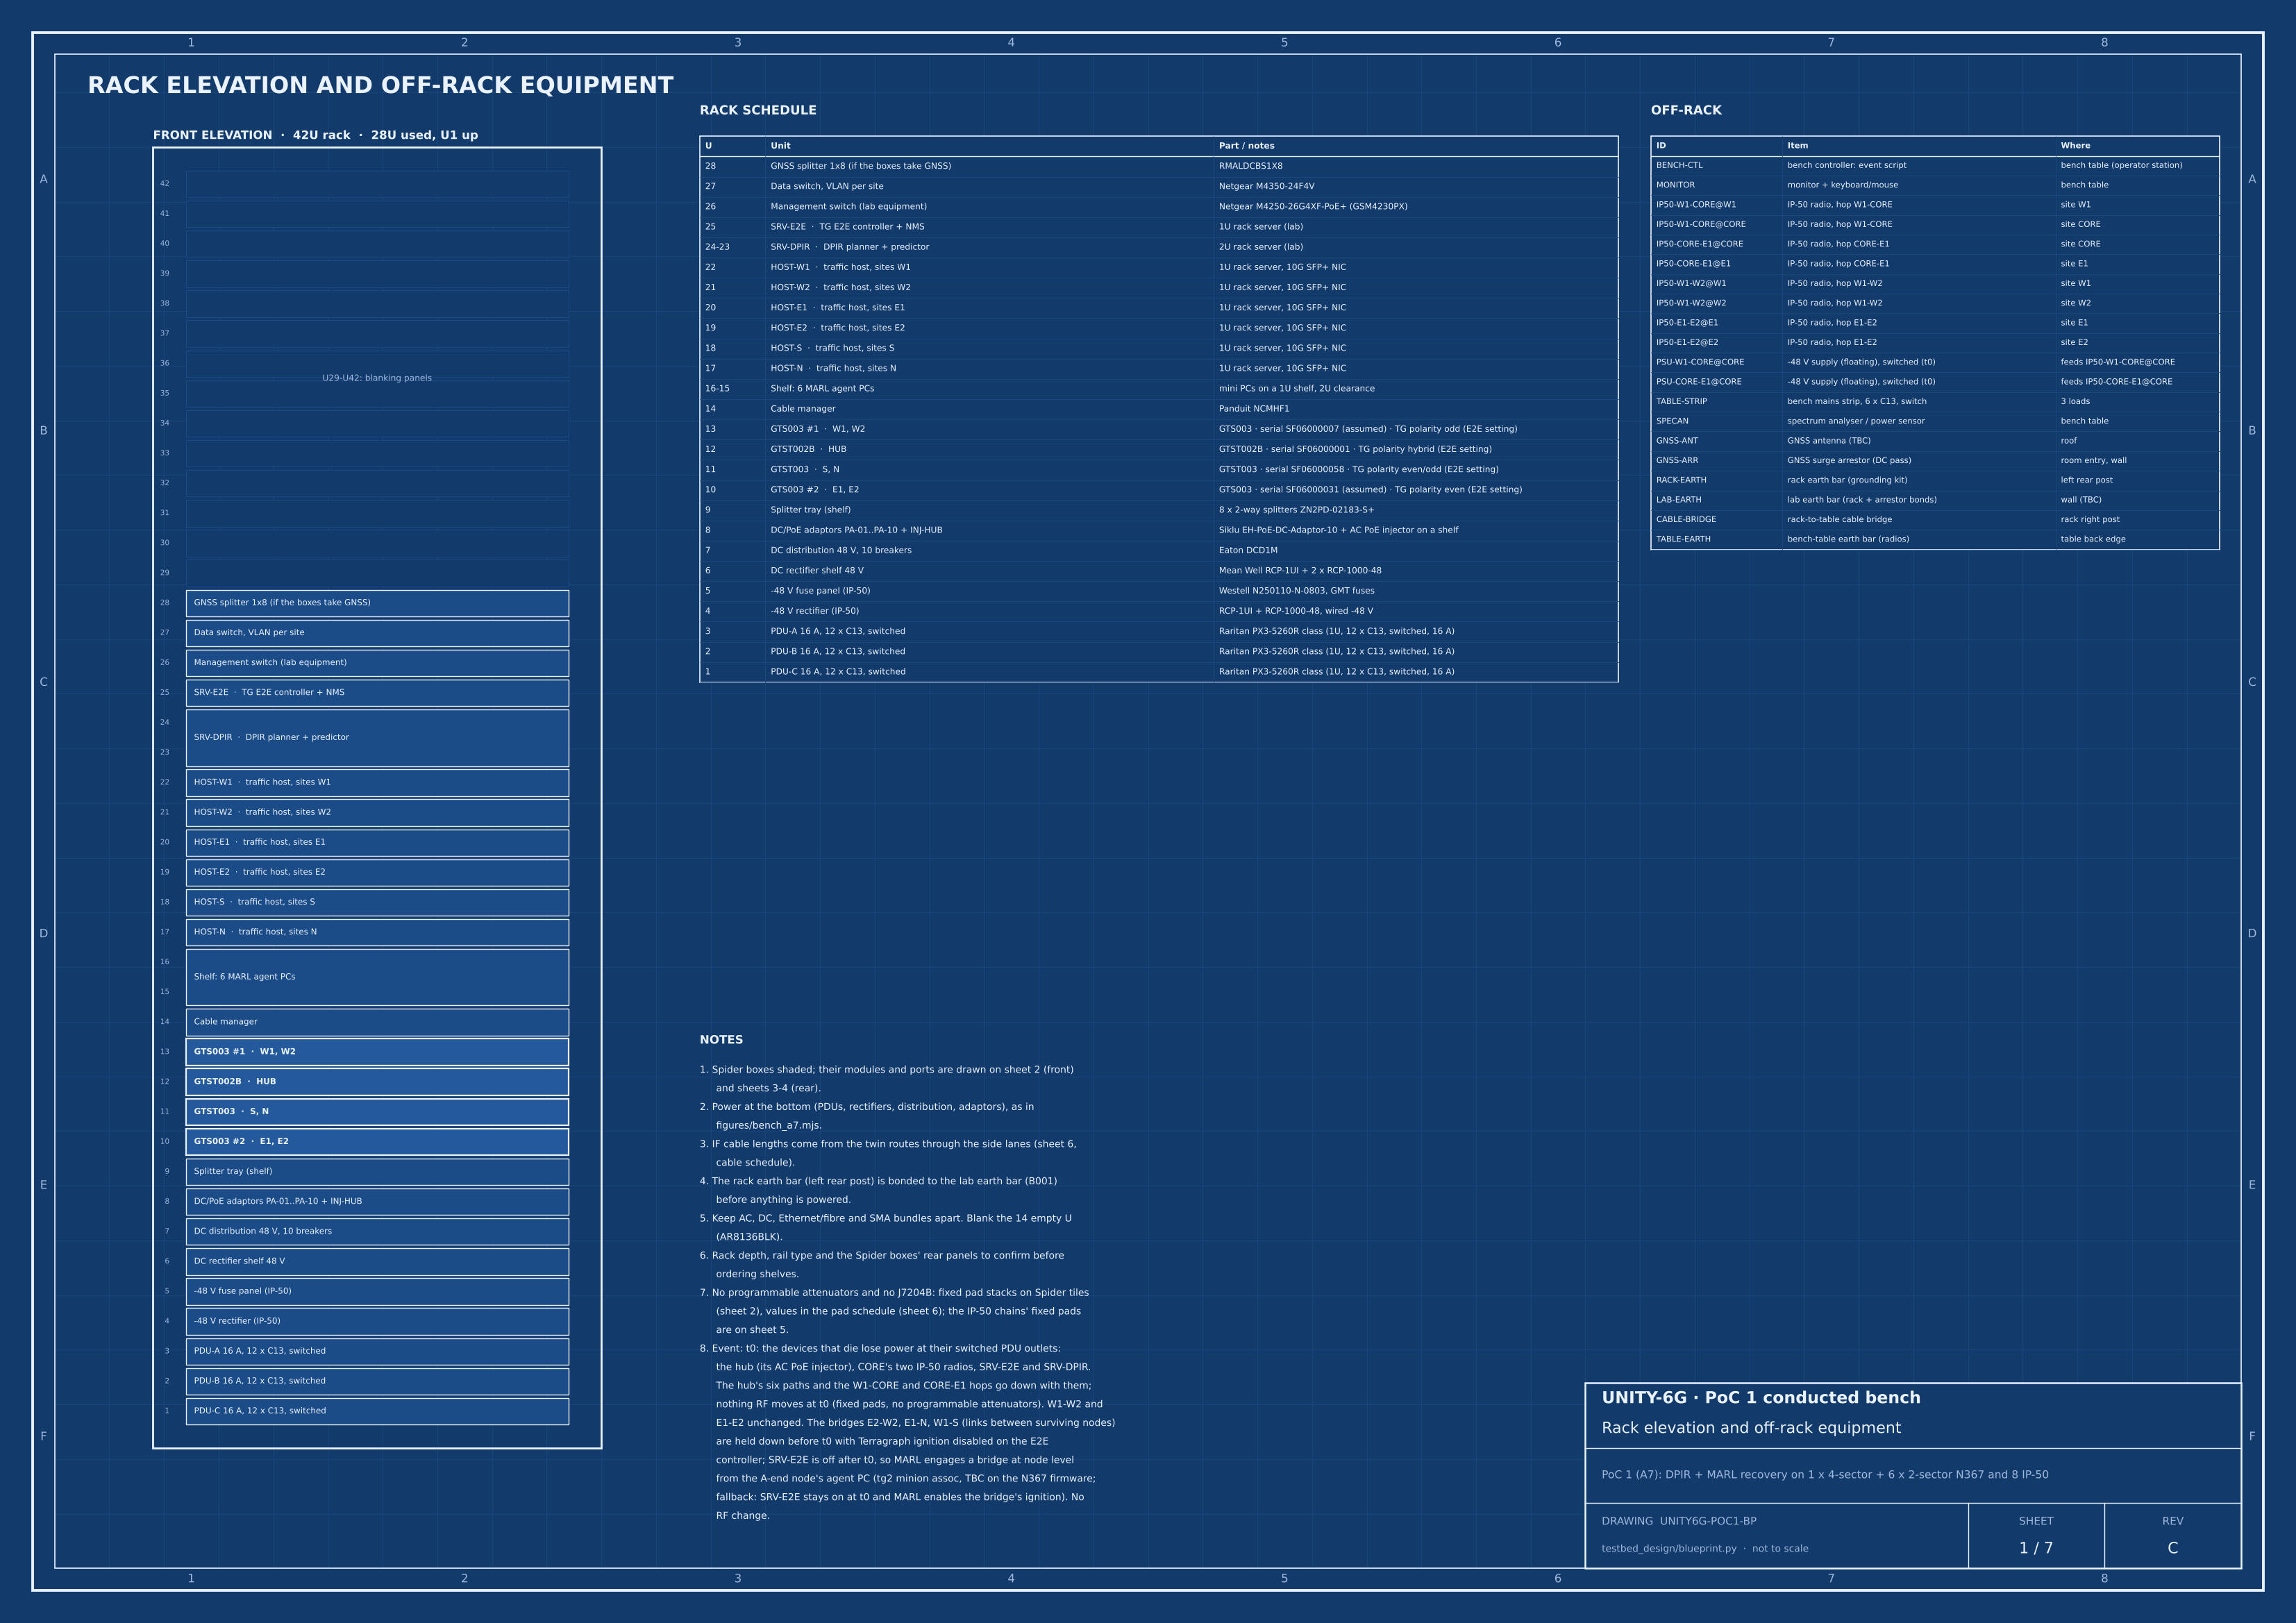 1 2 3 4 5 6 7 8
RACK ELEVATION AND OFF-RACK EQUIPMENT
FRONT ELEVATION · 42U rack · 28U used, U1 up
42
41
40
39
38
37
36
U29-U42: blanking panels
35
34
33
32
31
30
29
28 GNSS splitter 1x8 (if the boxes take GNSS)
27 Data switch, VLAN per site
26 Management switch (lab equipment)
25 SRV-E2E · TG E2E controller + NMS
24
SRV-DPIR · DPIR planner + predictor
23
22 HOST-W1 · traffic host, sites W1
21 HOST-W2 · traffic host, sites W2
20 HOST-E1 · traffic host, sites E1
19 HOST-E2 · traffic host, sites E2
18 HOST-S · traffic host, sites S
17 HOST-N · traffic host, sites N
16
Shelf: 6 MARL agent PCs
15
14 Cable manager
13 GTS003 #1 · W1, W2
12 GTST002B · HUB
11 GTST003 · S, N
10 GTS003 #2 · E1, E2
9 Splitter tray (shelf)
8 DC/PoE adaptors PA-01..PA-10 + INJ-HUB
7 DC distribution 48 V, 10 breakers
6 DC rectifier shelf 48 V
5 -48 V fuse panel (IP-50)
4 -48 V rectifier (IP-50)
3 PDU-A 16 A, 12 x C13, switched
2 PDU-B 16 A, 12 x C13, switched
1 PDU-C 16 A, 12 x C13, switched
RACK SCHEDULE
U Unit Part / notes
28 GNSS splitter 1x8 (if the boxes take GNSS) RMALDCBS1X8
27 Data switch, VLAN per site Netgear M4350-24F4V
26 Management switch (lab equipment) Netgear M4250-26G4XF-PoE+ (GSM4230PX)
25 SRV-E2E · TG E2E controller + NMS 1U rack server (lab)
24-23 SRV-DPIR · DPIR planner + predictor 2U rack server (lab)
22 HOST-W1 · traffic host, sites W1 1U rack server, 10G SFP+ NIC
21 HOST-W2 · traffic host, sites W2 1U rack server, 10G SFP+ NIC
20 HOST-E1 · traffic host, sites E1 1U rack server, 10G SFP+ NIC
19 HOST-E2 · traffic host, sites E2 1U rack server, 10G SFP+ NIC
18 HOST-S · traffic host, sites S 1U rack server, 10G SFP+ NIC
17 HOST-N · traffic host, sites N 1U rack server, 10G SFP+ NIC
16-15 Shelf: 6 MARL agent PCs mini PCs on a 1U shelf, 2U clearance
14 Cable manager Panduit NCMHF1
13 GTS003 #1 · W1, W2 GTS003 · serial SF06000007 (assumed) · TG polarity odd (E2E setting)
12 GTST002B · HUB GTST002B · serial SF06000001 · TG polarity hybrid (E2E setting)
11 GTST003 · S, N GTST003 · serial SF06000058 · TG polarity even/odd (E2E setting)
10 GTS003 #2 · E1, E2 GTS003 · serial SF06000031 (assumed) · TG polarity even (E2E setting)
9 Splitter tray (shelf) 8 x 2-way splitters ZN2PD-02183-S+
8 DC/PoE adaptors PA-01..PA-10 + INJ-HUB Siklu EH-PoE-DC-Adaptor-10 + AC PoE injector on a shelf
7 DC distribution 48 V, 10 breakers Eaton DCD1M
6 DC rectifier shelf 48 V Mean Well RCP-1UI + 2 x RCP-1000-48
5 -48 V fuse panel (IP-50) Westell N250110-N-0803, GMT fuses
4 -48 V rectifier (IP-50) RCP-1UI + RCP-1000-48, wired -48 V
3 PDU-A 16 A, 12 x C13, switched Raritan PX3-5260R class (1U, 12 x C13, switched, 16 A)
2 PDU-B 16 A, 12 x C13, switched Raritan PX3-5260R class (1U, 12 x C13, switched, 16 A)
1 PDU-C 16 A, 12 x C13, switched Raritan PX3-5260R class (1U, 12 x C13, switched, 16 A)
OFF-RACK
ID Item Where
BENCH-CTL bench controller: event script bench table (operator station)
MONITOR monitor + keyboard/mouse bench table
IP50-W1-CORE@W1 IP-50 radio, hop W1-CORE site W1
IP50-W1-CORE@CORE IP-50 radio, hop W1-CORE site CORE
IP50-CORE-E1@CORE IP-50 radio, hop CORE-E1 site CORE
IP50-CORE-E1@E1 IP-50 radio, hop CORE-E1 site E1
IP50-W1-W2@W1 IP-50 radio, hop W1-W2 site W1
IP50-W1-W2@W2 IP-50 radio, hop W1-W2 site W2
IP50-E1-E2@E1 IP-50 radio, hop E1-E2 site E1
IP50-E1-E2@E2 IP-50 radio, hop E1-E2 site E2
PSU-W1-CORE@CORE -48 V supply (floating), switched (t0) feeds IP50-W1-CORE@CORE
PSU-CORE-E1@CORE -48 V supply (floating), switched (t0) feeds IP50-CORE-E1@CORE
TABLE-STRIP bench mains strip, 6 x C13, switch 3 loads
SPECAN spectrum analyser / power sensor bench table
GNSS-ANT GNSS antenna (TBC) roof
GNSS-ARR GNSS surge arrestor (DC pass) room entry, wall
RACK-EARTH rack earth bar (grounding kit) left rear post
LAB-EARTH lab earth bar (rack + arrestor bonds) wall (TBC)
CABLE-BRIDGE rack-to-table cable bridge rack right post
TABLE-EARTH bench-table earth bar (radios) table back edge
NOTES
1. Spider boxes shaded; their modules and ports are drawn on sheet 2 (front)
and sheets 3-4 (rear).
2. Power at the bottom (PDUs, rectifiers, distribution, adaptors), as in
figures/bench_a7.mjs.
3. IF cable lengths come from the twin routes through the side lanes (sheet 6,
cable schedule).
4. The rack earth bar (left rear post) is bonded to the lab earth bar (B001)
before anything is powered.
5. Keep AC, DC, Ethernet/fibre and SMA bundles apart. Blank the 14 empty U
(AR8136BLK).
6. Rack depth, rail type and the Spider boxes' rear panels to confirm before
ordering shelves.
7. No programmable attenuators and no J7204B: fixed pad stacks on Spider tiles
(sheet 2), values in the pad schedule (sheet 6); the IP-50 chains' fixed pads
are on sheet 5.
8. Event: t0: the devices that die lose power at their switched PDU outlets:
the hub (its AC PoE injector), CORE's two IP-50 radios, SRV-E2E and SRV-DPIR.
The hub's six paths and the W1-CORE and CORE-E1 hops go down with them;
nothing RF moves at t0 (fixed pads, no programmable attenuators). W1-W2 and
E1-E2 unchanged. The bridges E2-W2, E1-N, W1-S (links between surviving nodes)
are held down before t0 with Terragraph ignition disabled on the E2E
controller; SRV-E2E is off after t0, so MARL engages a bridge at node level
from the A-end node's agent PC (tg2 minion assoc, TBC on the N367 firmware;
fallback: SRV-E2E stays on at t0 and MARL enables the bridge's ignition). No
RF change.
UNITY-6G · PoC 1 conducted bench
Rack elevation and off-rack equipment
PoC 1 (A7): DPIR + MARL recovery on 1 x 4-sector + 6 x 2-sector N367 and 8 IP-50
DRAWING UNITY6G-POC1-BP
testbed_design/blueprint.py · not to scale
SHEET
1 / 7
REV
C
A A
B B
C C
D D
E E
F F
1 2 3 4 5 6 7 8